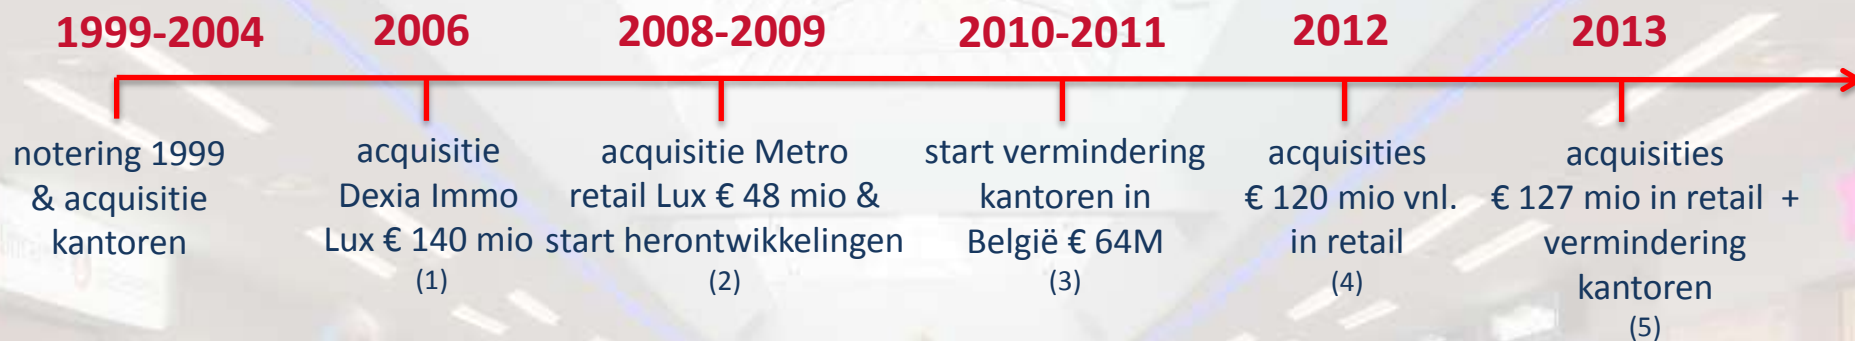 1999-2004
notering 1999
& acquisitie
kantoren
2006
acquisitie
Dexia Immo
Lux € 140 mio
(1)
2008-2009
acquisitie Metro
retail Lux € 48 mio &
start herontwikkelingen
(2)
2010-2011
start vermindering
kantoren in
België € 64M
(3)
2012
acquisities
€ 120 mio vnl.
in retail
(4)
2013
acquisities
€ 127 mio in retail +
vermindering
kantoren
(5)